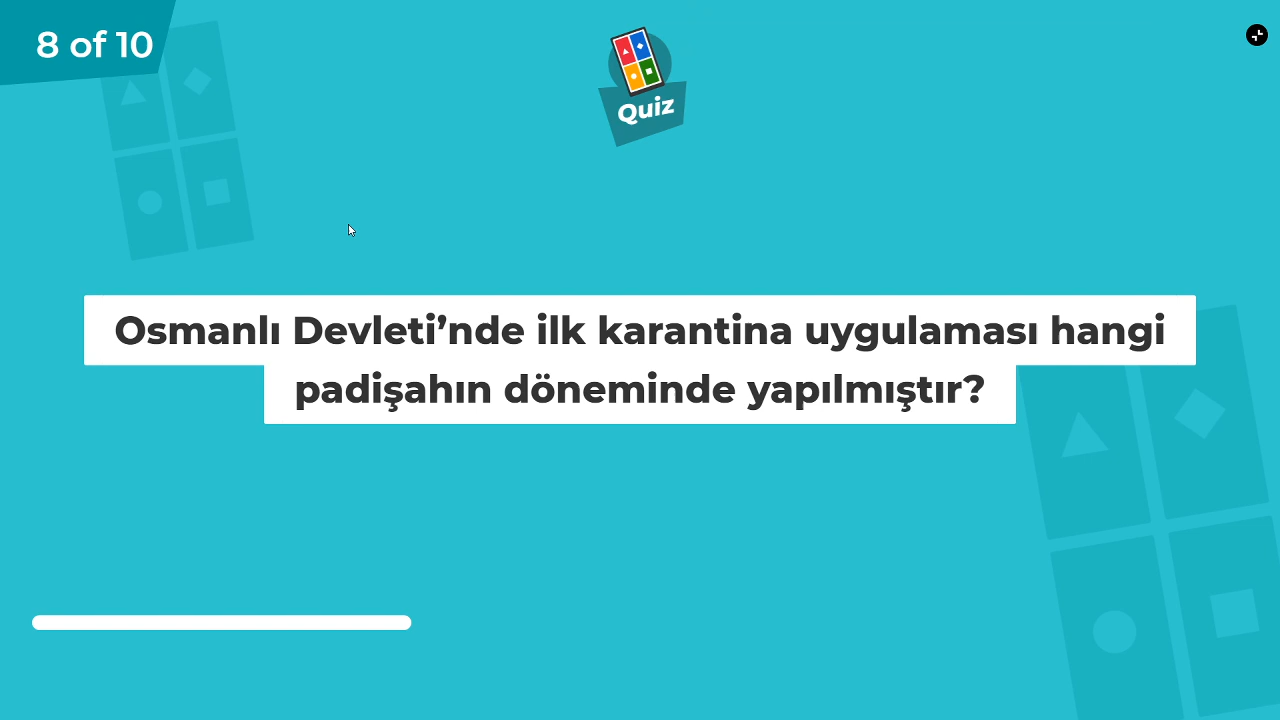 8 of 10
Quiz
Osmanlı Devleti’nde ilk karantina uygulaması hangi
padişahın döneminde yapılmıştır?